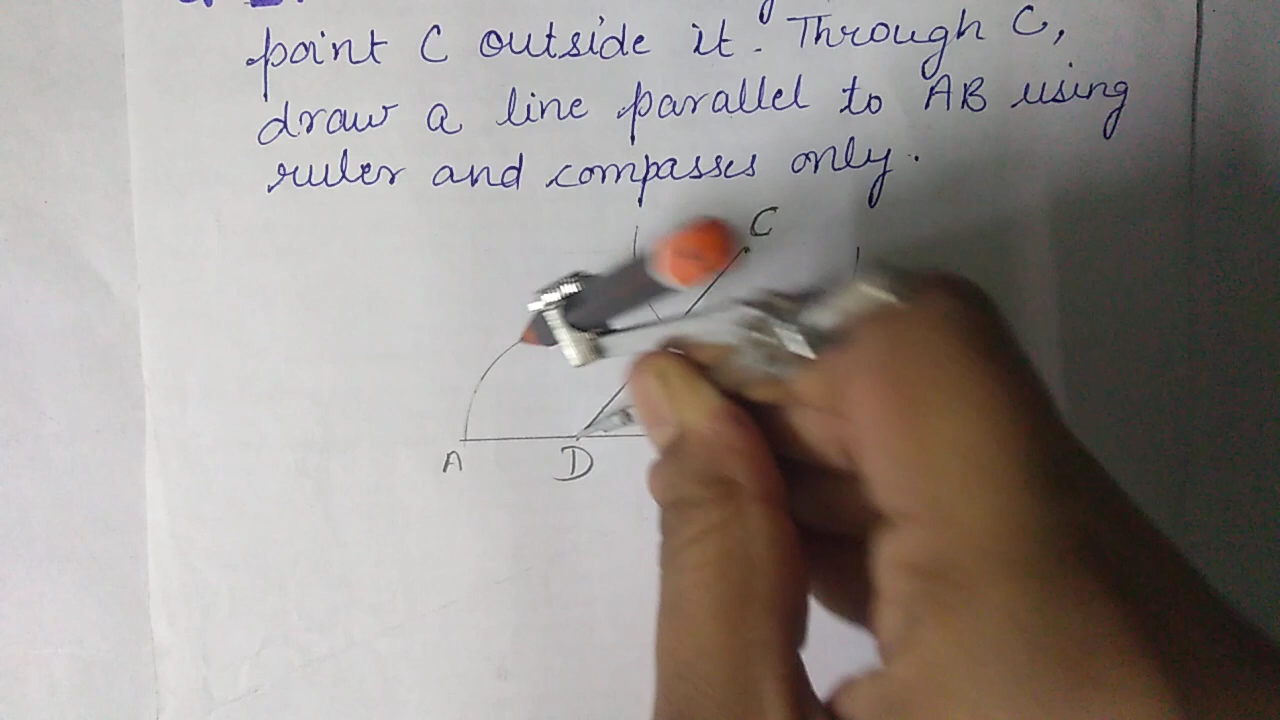 point C outside it. Through C,
draw a line parallel to AB using
ruler and compasses only.
C
A
D